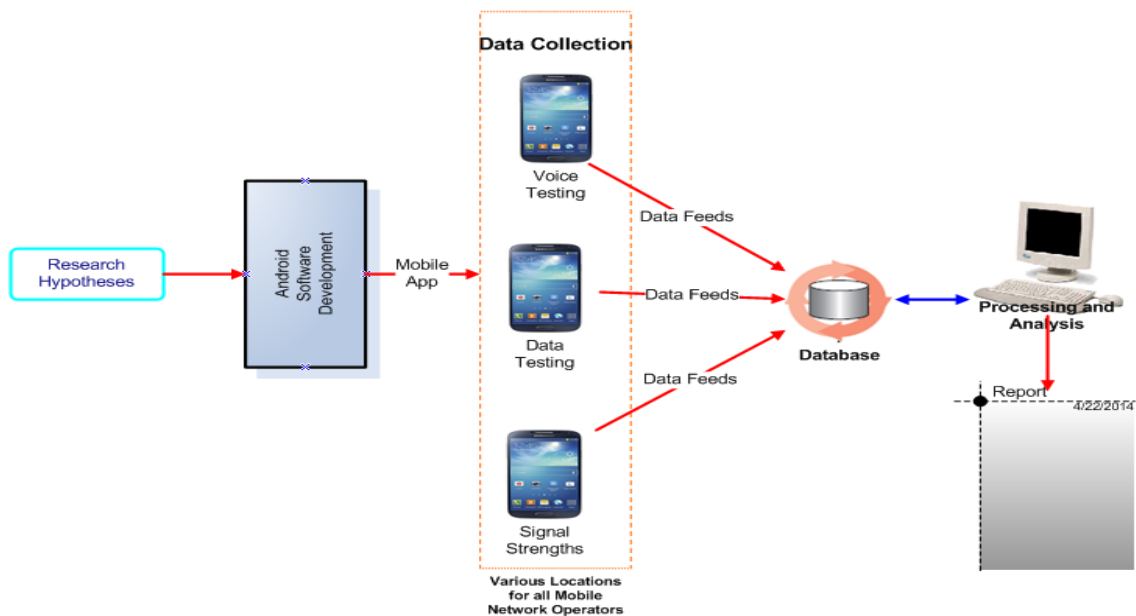 Data Collection
Voice
Testing
Data Feeds
Research
Hypotheses
Android
Software
Development
Mobile
App
Data Feeds
Data
Testing
Database
Processing and
Analysis
Data Feeds
Report
4/22/2014
Signal
Strengths
Various Locations
for all Mobile
Network Operators